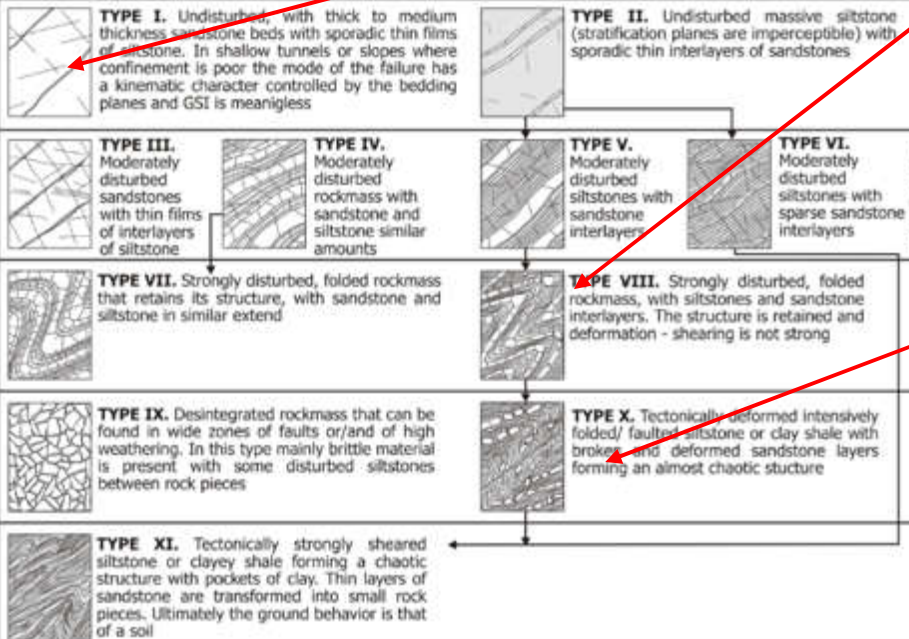 TYPE I. Undisturbed, with thick to medium
thickness sandstone beds with sporadic thin films
of siltstone. In shallow tunnels or slopes where
confinement is poor the mode of the failure has
a kinematic character controlled by the bedding
planes and GSI is meanigless
TYPE II. Undisturbed massive siltstone
(stratification planes are imperceptible) with
sporadic thin interlayers of sandstones
TYPE III.
Moderately
disturbed
sandstones
with thin films
of interlayers
of siltstone
TYPE IV.
Moderately
disturbed
rockmass with
sandstone and
siltstone similar
amounts
TYPE V.
Moderately
disturbed
siltstones with
sandstone
interlayers
TYPE VI.
Moderately
disturbed
siltstones with
sparse sandstone
interlayers
TYPE VII. Strongly disturbed, folded rockmass
that retains its structure, with sandstone and
siltstone in similar extend
TYPE VIII. Strongly disturbed, folded
rockmass, with siltstones and sandstone
interlayers. The structure is retained and
deformation - shearing is not strong
TYPE IX. Desintegrated rockmass that can be
found in wide zones of faults or/and of high
weathering. In this type mainly brittle material
is present with some disturbed siltstones
between rock pieces
TYPE X. Tectonically deformed intensively
folded/ faulted siltstone or clay shale with
broken and deformed sandstone layers
forming an almost chaotic stucture
TYPE XI. Tectonically strongly sheared
siltstone or clayey shale forming a chaotic
structure with pockets of clay. Thin layers of
sandstone are transformed into small rock
pieces. Ultimately the ground behavior is that
of a soil